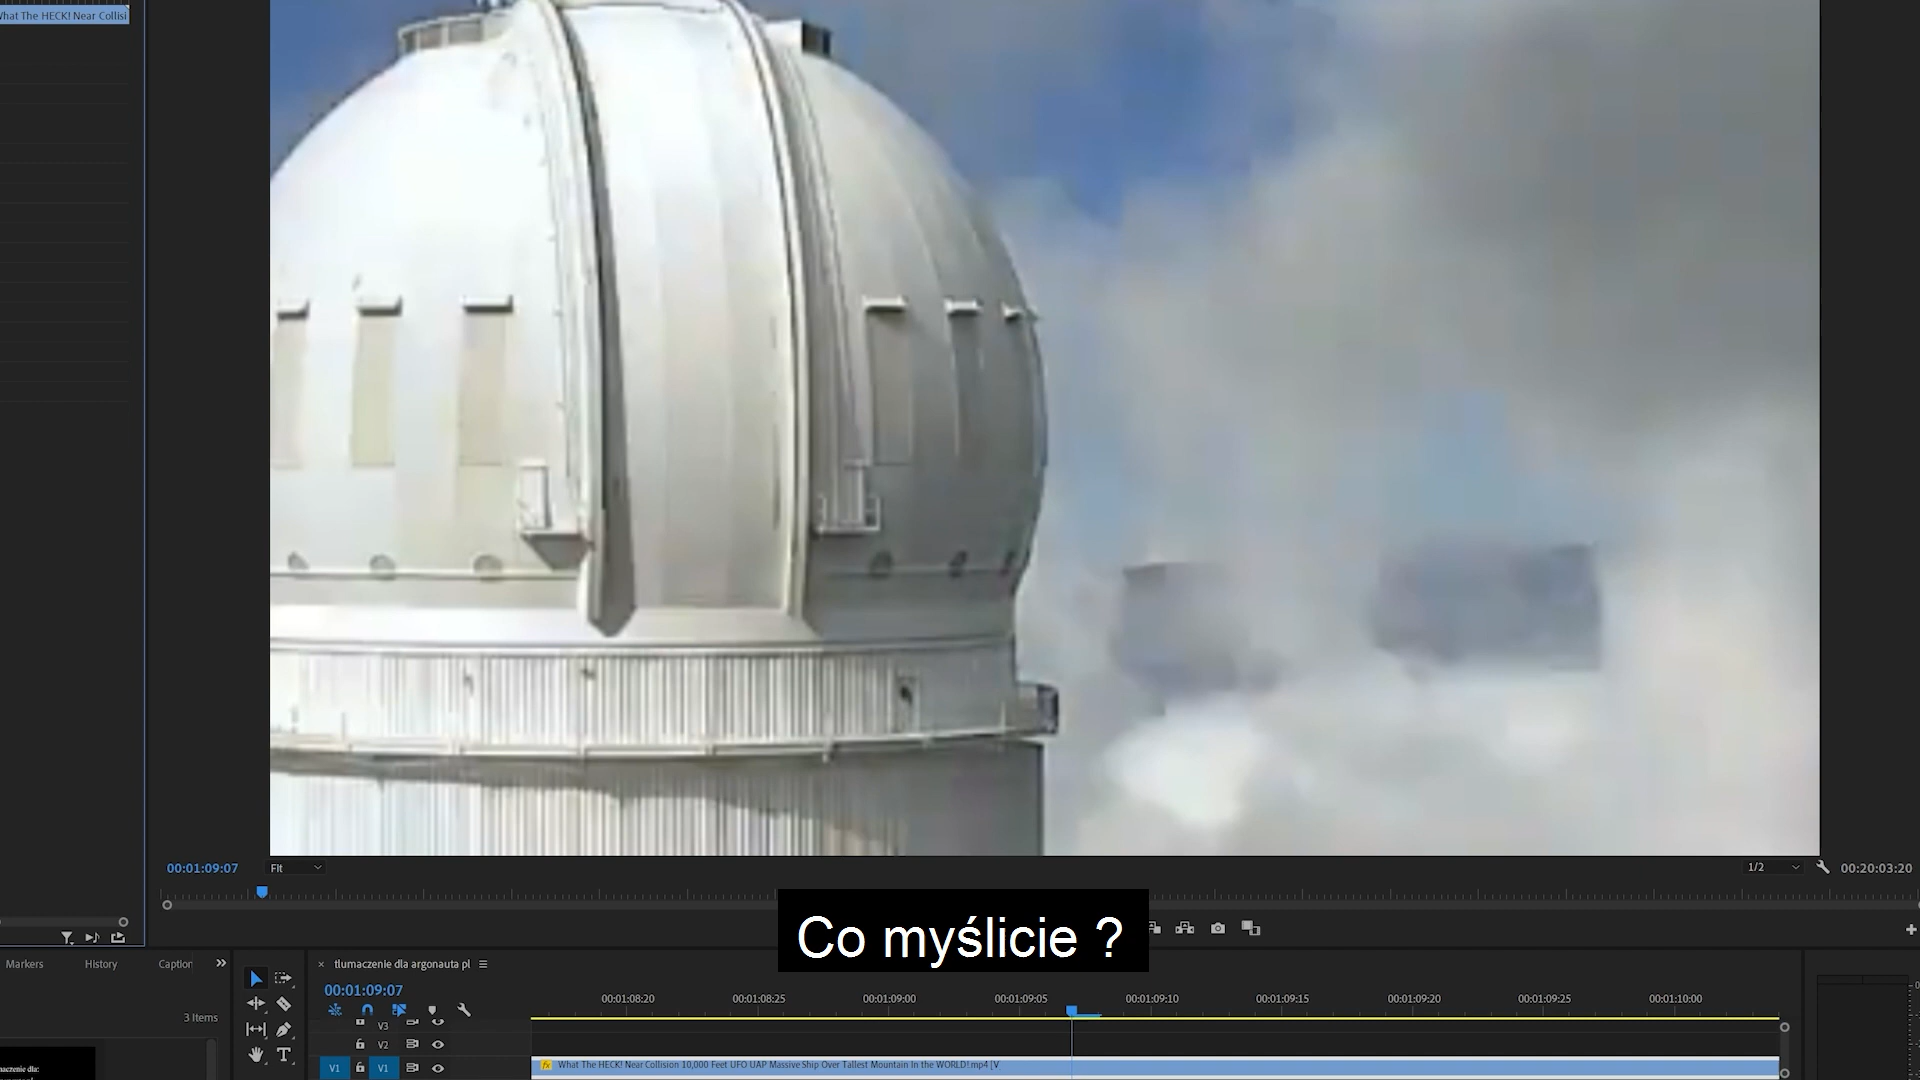 What The HECK! Near Collisi
00:01:09:07
Fit
1/2
00:20:03:20
Co myślicie ?
Markers
History
Caption
3 Items
× tlumaczenie dla argonauta pl
00:01:09:07
00:01:08:20
00:01:08:25
00:01:09:00
00:01:09:05
00:01:09:10
00:01:09:15
00:01:09:20
00:01:09:25
00:01:10:00
V3
V2
V1
V1
fx What The HECK! Near Collision 10,000 Feet UFO UAP Massive Ship Over Tallest Mountain In the WORLD!.mp4 [V